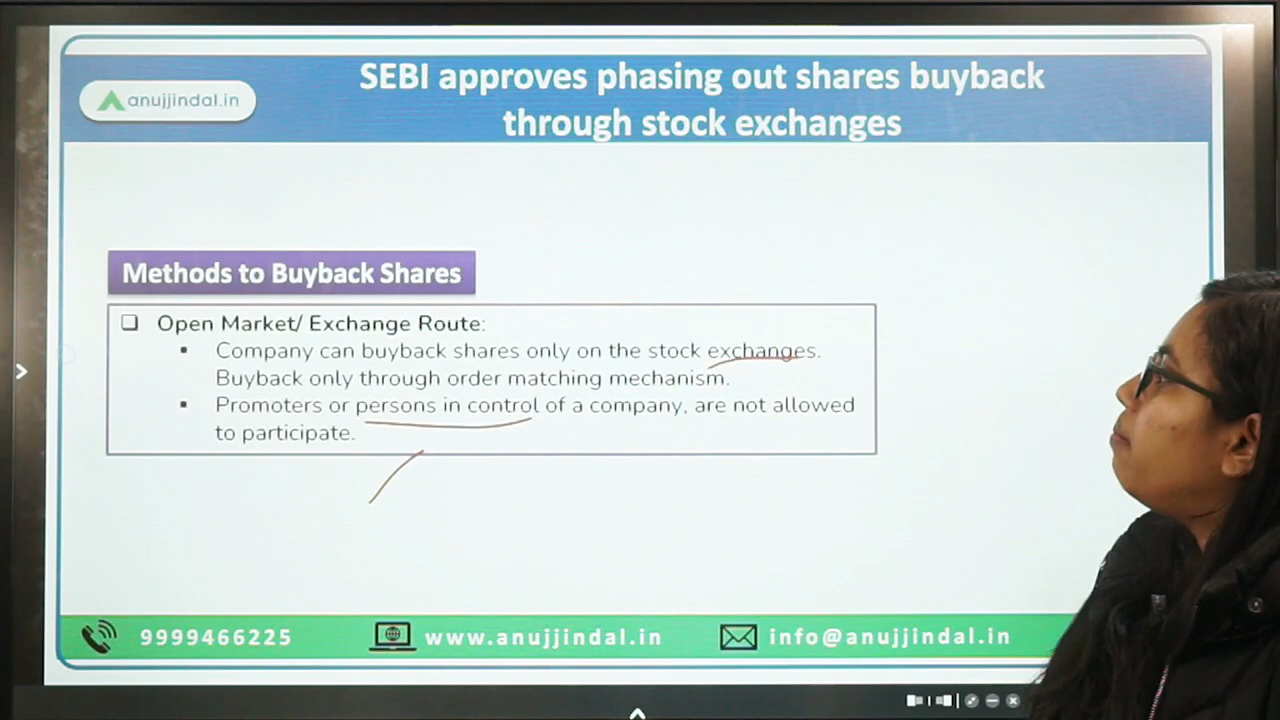 SEBI approves phasing out shares buyback
through stock exchanges
anujjindal.in
Methods to Buyback Shares
Open Market/ Exchange Route:
Company can buyback shares only on the stock exchanges.
Buyback only through order matching mechanism.
Promoters or persons in control of a company, are not allowed
to participate.
9999466225
www.anujjindal.in
info@anujjindal.in